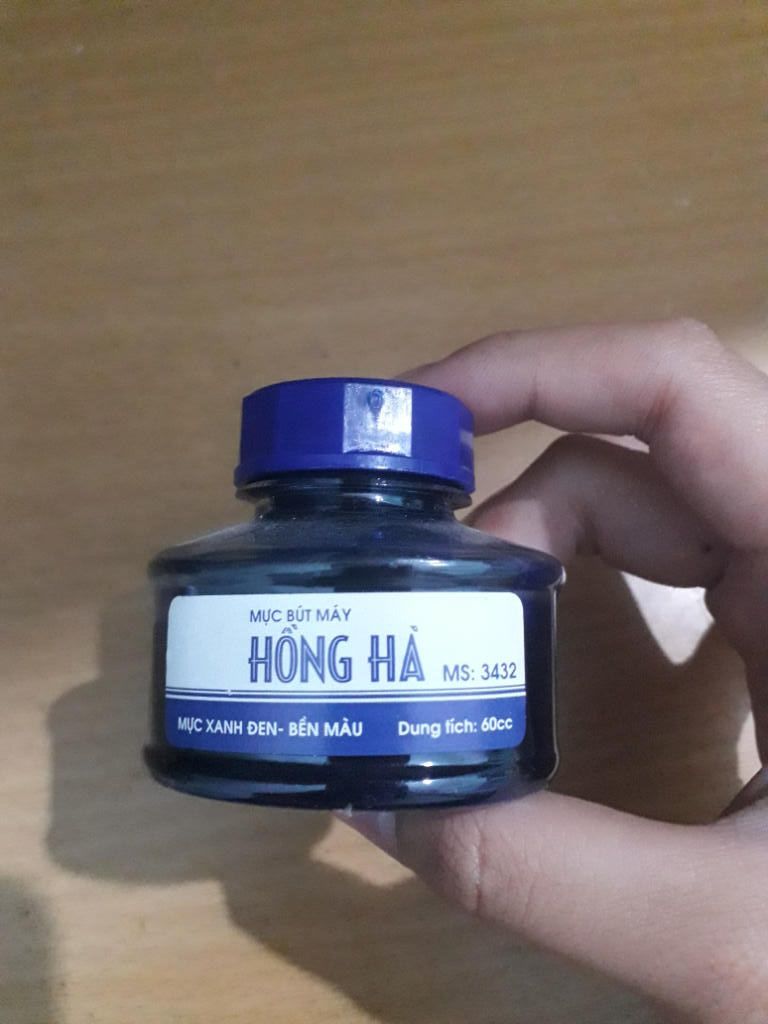 MỰC BÚT MÁY
HỒNG HÀ MS: 3432
MỰC XANH ĐEN- BỀN MÀU Dung tích: 60cc